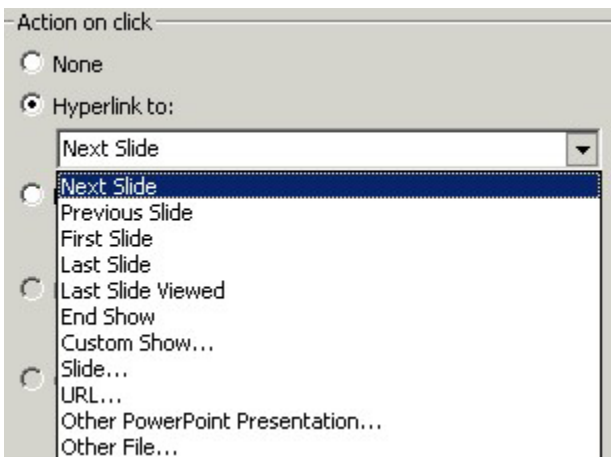 Action on click
None
Hyperlink to:
Next Slide
Next Slide
Previous Slide
First Slide
Last Slide
Last Slide Viewed
End Show
Custom Show...
Slide...
URL...
Other PowerPoint Presentation...
Other File...